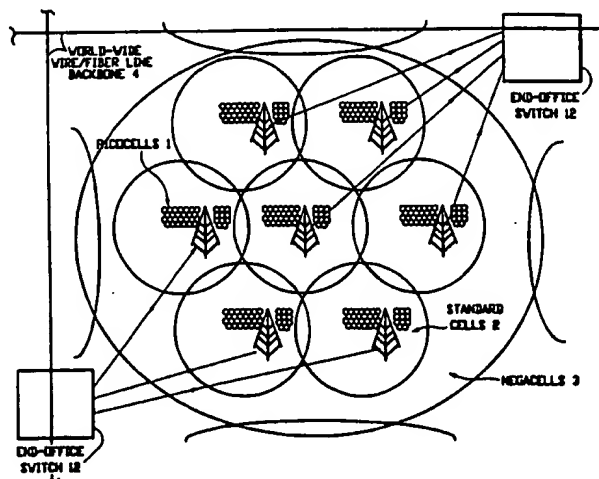 WORLD-WIDE
WIRE/FIBER LINE
BACKBONE 4
END-OFFICE
SWITCH 12
PICOCELLS 1
STANDARD
CELLS 2
MEGACELLS 3
END-OFFICE
SWITCH 12